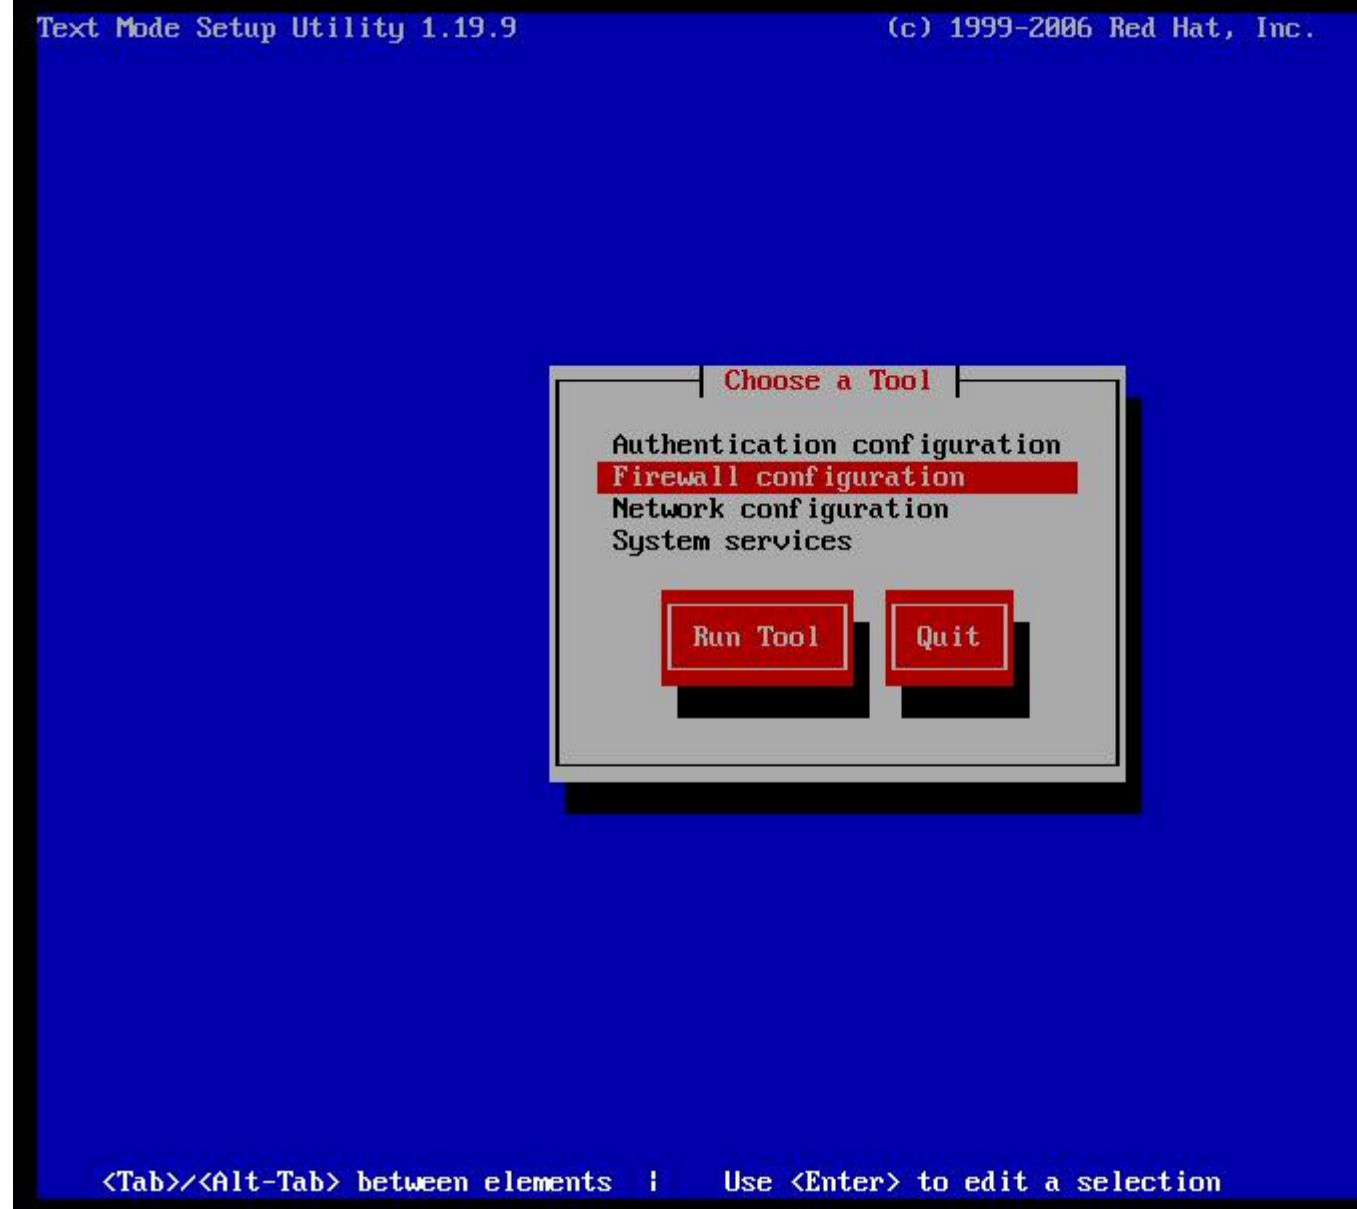 Text Mode Setup Utility 1.19.9 (c) 1999-2006 Red Hat, Inc.
Choose a Tool
Authentication configuration
Firewall configuration
Network configuration
System services
Run Tool Quit
<Tab>/<Alt-Tab> between elements | Use <Enter> to edit a selection